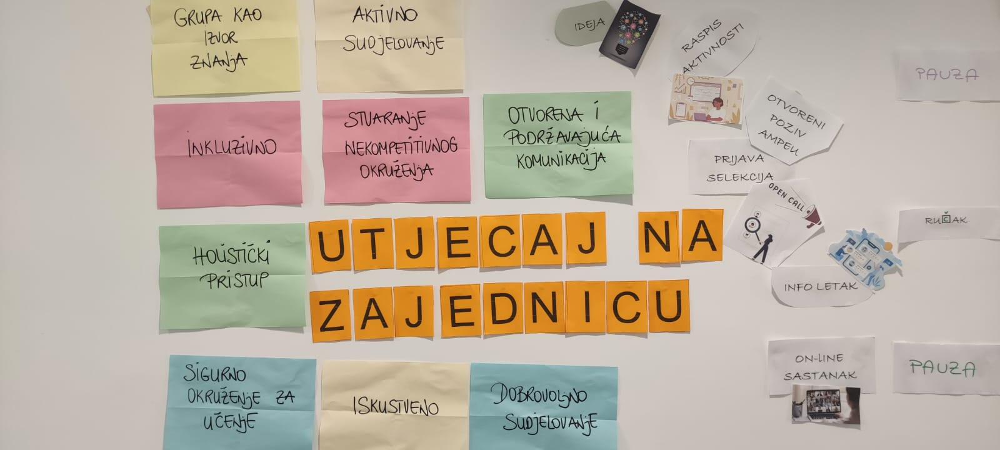 GRUPA KAO
IZVOR
ZNANJA
AKTIVNO
SUDJELOVANJE
INKLUZIVNO
STVARANJE
NEKOMPETITIVNOG
OKRUŽENJA
OTVORENA I
PODRŽAVAJUĆA
KOMUNIKACIJA
HOLISTIČKI
PRISTUP
UTJECAJ NA
ZAJEDNICU
SIGURNO
OKRUŽENJE ZA
UČENJE
ISKUSTVENO
DOBROVOLJNO
SUDJELOVANJE
IDEJA
RASPIS
AKTIVNOSTI
OTVORENI
POZIV
AMPEU
PRIJAVA
SELEKCIJA
OPEN CALL
INFO LETAK
ON-LINE
SASTANAK
PAUZA
RUČAK
PAUZA